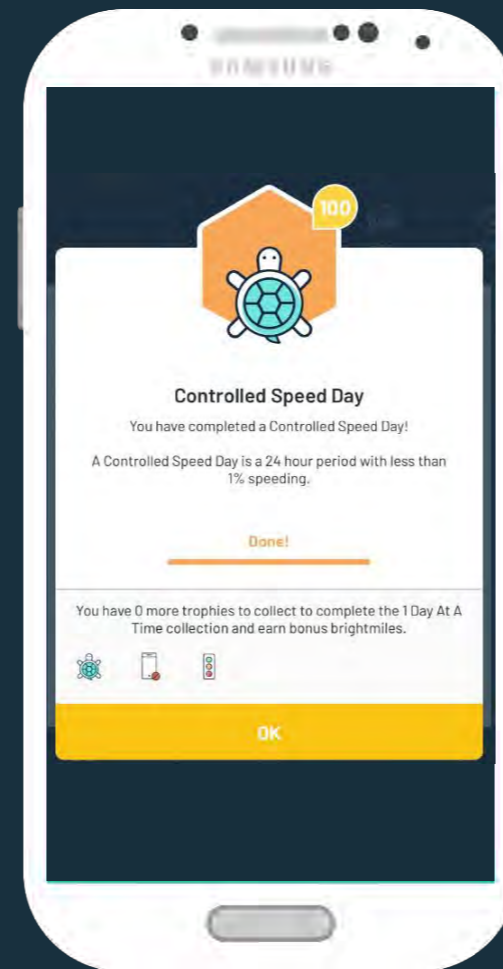 SAMSUNG
100
Controlled Speed Day
You have completed a Controlled Speed Day!
A Controlled Speed Day is a 24 hour period with less than
1% speeding.
Done!
You have 0 more trophies to collect to complete the 1 Day At A
Time collection and earn bonus brightmiles.
OK